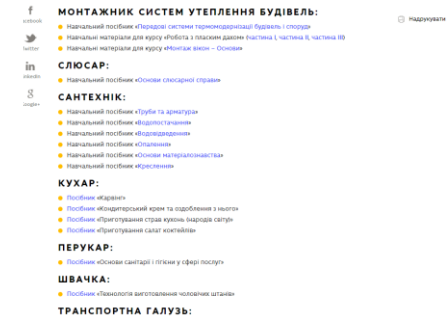 МОНТАЖНИК СИСТЕМ УТЕПЛЕННЯ БУДІВЕЛЬ:
Надрукувати
facebook
Навчальний посібник «Передові системи термомодернізації будівель і споруд»
Навчальні матеріали для курсу «Робота з пласким дахом» (частина І, частина ІІ, частина ІІІ)
twitter
Навчальні матеріали для курсу «Монтаж вікон – Основи»
СЛЮСАР:
linkedin
Навчальний посібник «Основи слюсарної справи»
САНТЕХНІК:
google+
Навчальний посібник «Труби та арматура»
Навчальний посібник «Водопостачання»
Навчальний посібник «Водовідведення»
Навчальний посібник «Опалення»
Навчальний посібник «Основи матеріалознавства»
Навчальний посібник «Креслення»
КУХАР:
Посібник «Карвінг»
Посібник «Кондитерський крем та оздоблення з нього»
Посібник «Приготування страв кухонь народів світу»
Посібник «Приготування салат коктейлів»
ПЕРУКАР:
Посібник «Основи санітарії і гігієни у сфері послуг»
ШВАЧКА:
Посібник «Технологія виготовлення чоловічих штанів»
ТРАНСПОРТНА ГАЛУЗЬ: